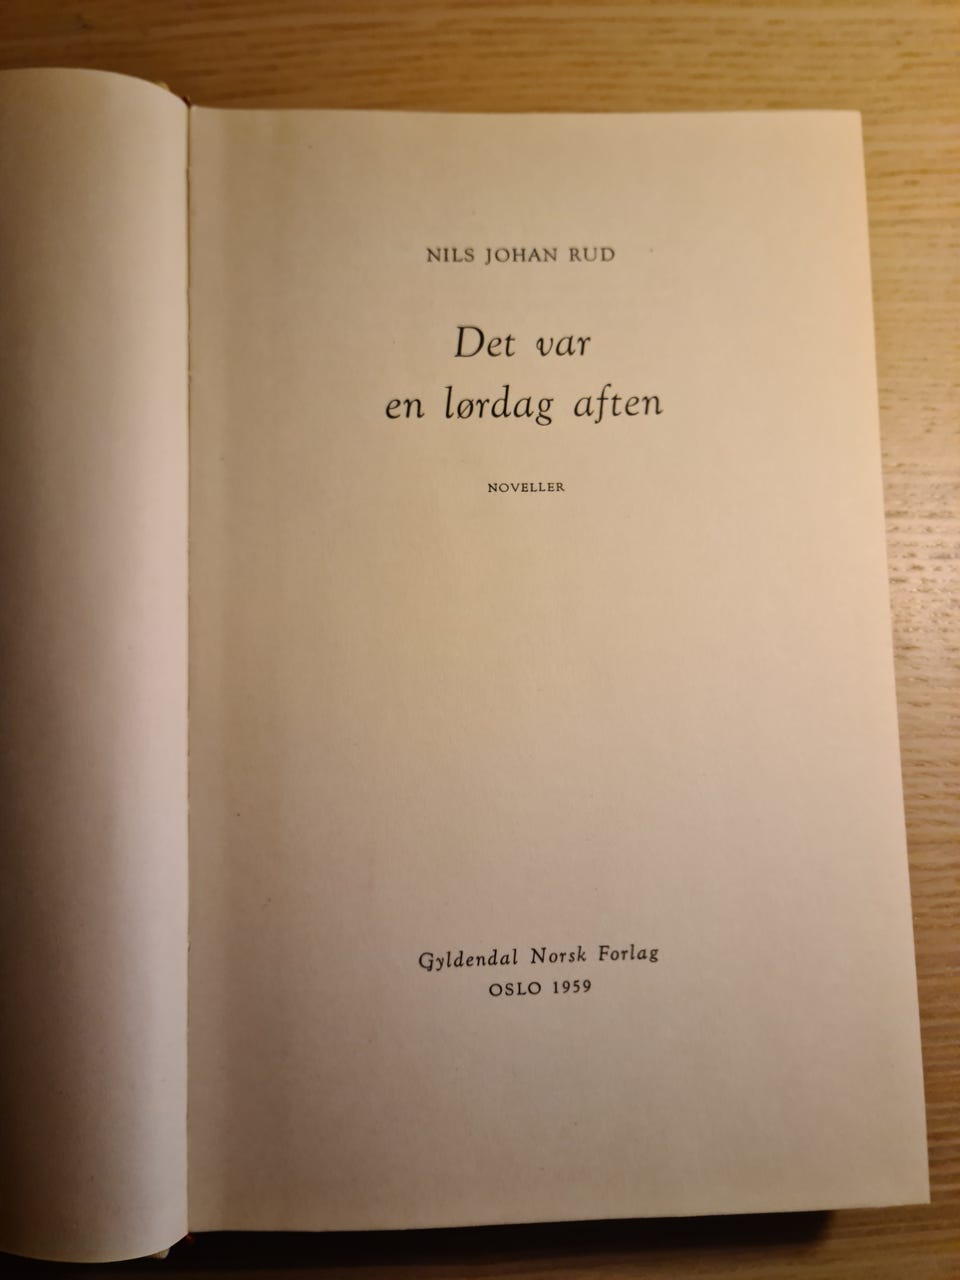 NILS JOHAN RUD
Det var
en lørdag aften
NOVELLER
Gyldendal Norsk Forlag
OSLO 1959